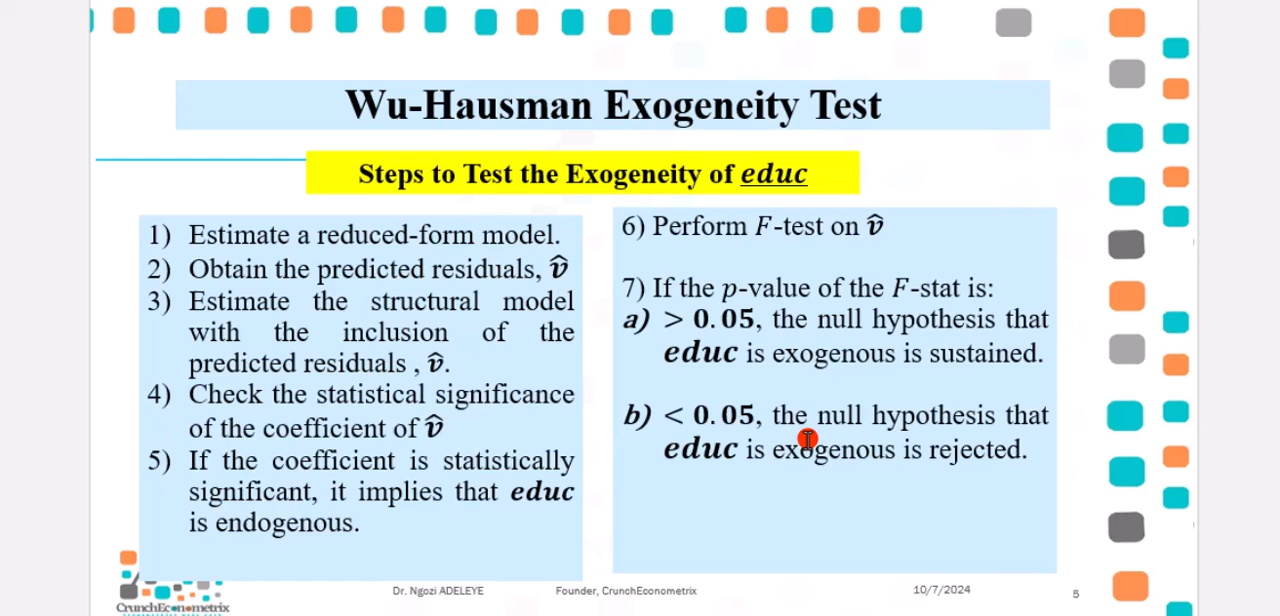 Wu-Hausman Exogeneity Test
Steps to Test the Exogeneity of educ
1) Estimate a reduced-form model.
2) Obtain the predicted residuals, v̂
3) Estimate the structural model
with the inclusion of the
predicted residuals , v̂.
4) Check the statistical significance
of the coefficient of v̂
5) If the coefficient is statistically
significant, it implies that educ
is endogenous.
6) Perform F-test on v̂
7) If the p-value of the F-stat is:
a) > 0.05, the null hypothesis that
educ is exogenous is sustained.
b) < 0.05, the null hypothesis that
educ is exogenous is rejected.
CrunchEconometrix
Dr. Ngozi ADELEYE
Founder, CrunchEconometrix
10/7/2024
5